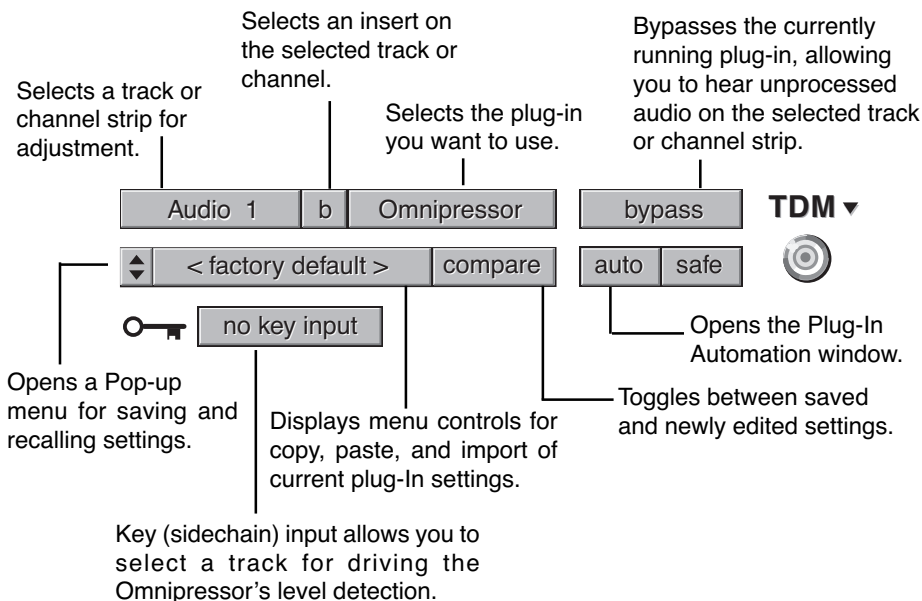 Selects an insert on
the selected track or
channel.
Bypasses the currently
running plug-in, allowing
you to hear unprocessed
audio on the selected track
or channel strip.
Selects a track or
channel strip for
adjustment.
Selects the plug-in
you want to use.
Audio 1 b Omnipressor bypass TDM ▾
< factory default > compare auto safe
no key input
Opens the Plug-In
Automation window.
Opens a Pop-up
menu for saving and
recalling settings.
Displays menu controls for
copy, paste, and import of
current plug-In settings.
Toggles between saved
and newly edited settings.
Key (sidechain) input allows you to
select a track for driving the
Omnipressor's level detection.